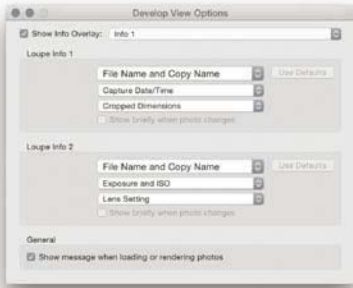 Develop View Options
Show Info Overlay: Info 1
Loupe Info 1
File Name and Copy Name
Use Defaults
Capture Date/Time
Cropped Dimensions
Show briefly when photo changes
Loupe Info 2
File Name and Copy Name
Use Defaults
Exposure and ISO
Lens Setting
Show briefly when photo changes
General
Show message when loading or rendering photos